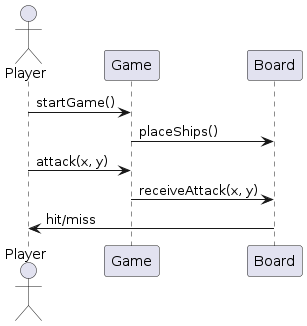 Player
Game
Board
startGame()
placeShips()
attack(x, y)
receiveAttack(x, y)
hit/miss
Player
Game
Board